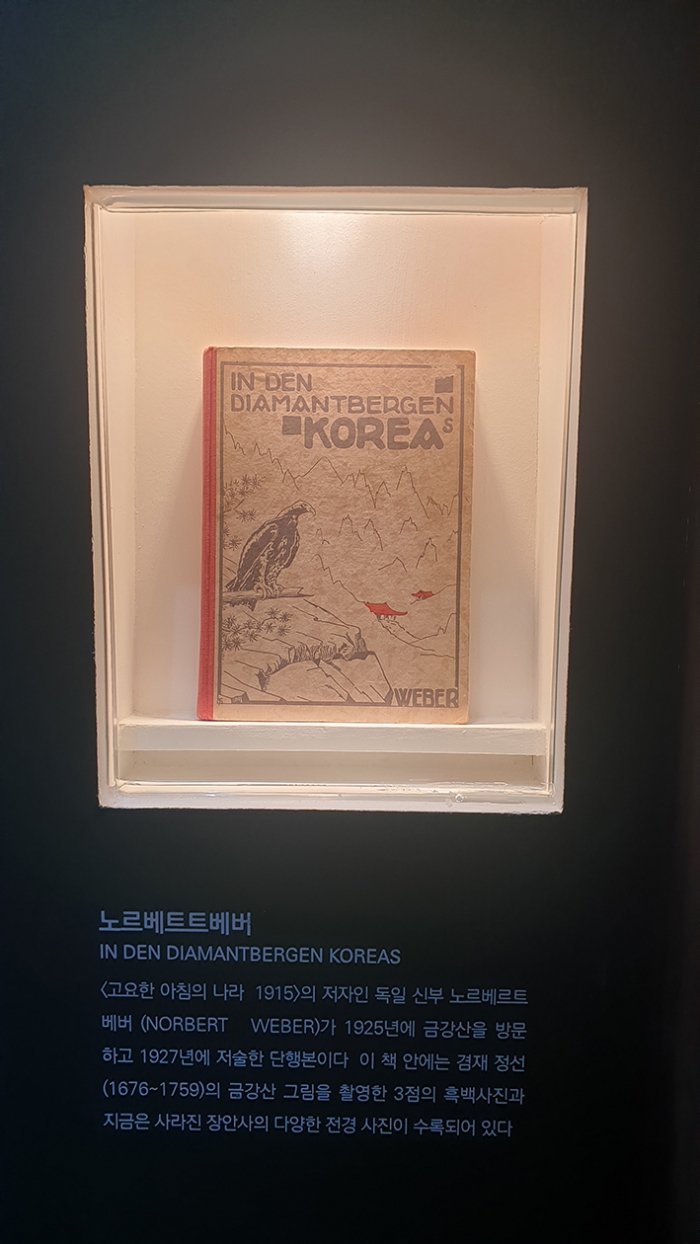 IN DEN
DIAMANTBERGEN
KOREAS
WEBER
노르베트트베버
IN DEN DIAMANTBERGEN KOREAS
〈고요한 아침의 나라 1915〉의 저자인 독일 신부 노르베르트
베버 (NORBERT WEBER)가 1925년에 금강산을 방문
하고 1927년에 저술한 단행본이다 이 책 안에는 겸재 정선
(1676~1759)의 금강산 그림을 촬영한 3점의 흑백사진과
지금은 사라진 장안사의 다양한 전경 사진이 수록되어 있다